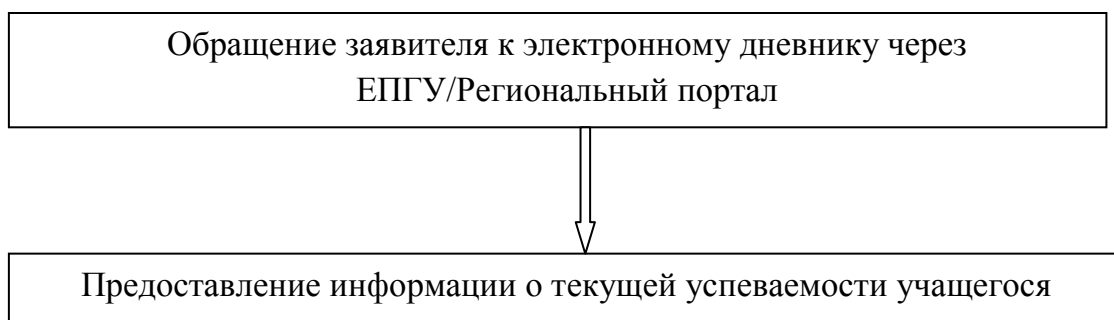 Обращение заявителя к электронному дневнику через
ЕПГУ/Региональный портал
Предоставление информации о текущей успеваемости учащегося